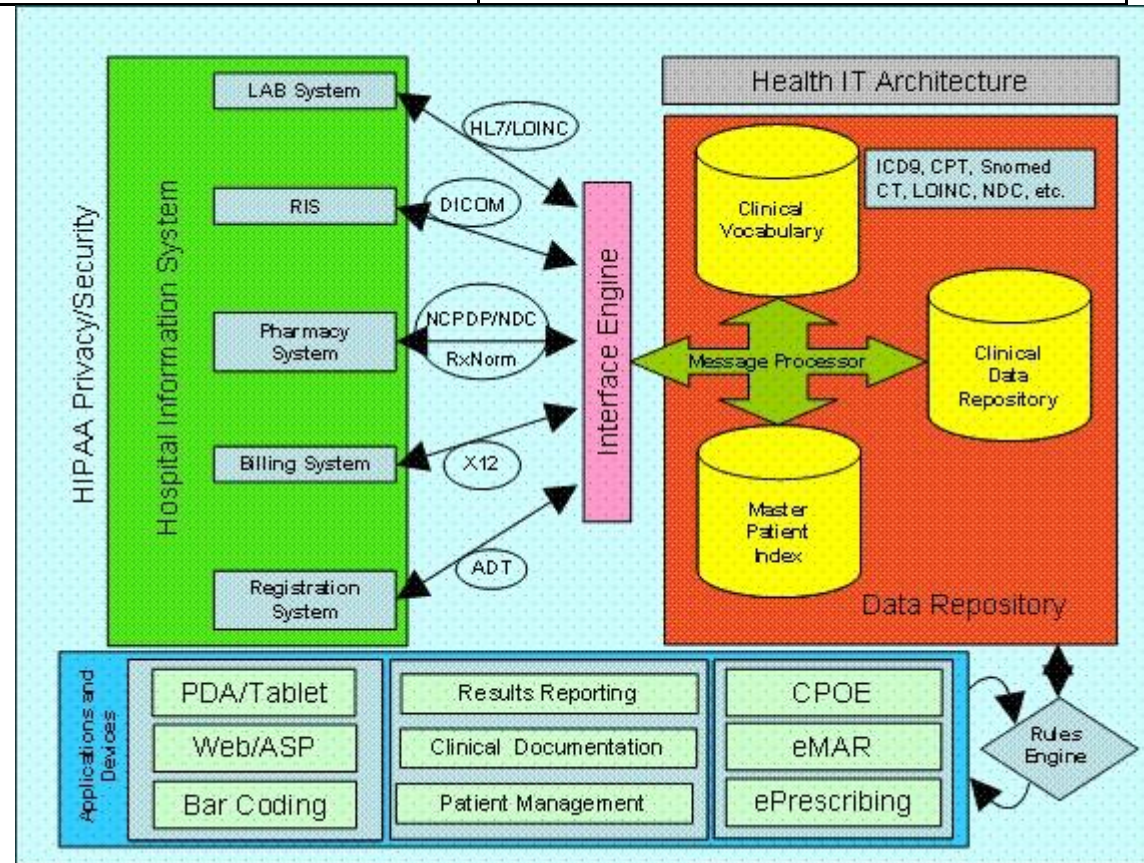 Health IT Architecture
HIPAA Privacy/Security
Hospital Information System
LAB System
RIS
Pharmacy
System
Billing System
Registration
System
HL7/LOINC
DICOM
NCPDP/NDC
RxNorm
X12
ADT
Interface Engine
Clinical
Vocabulary
ICD9, CPT, Snomed
CT, LOINC, NDC, etc.
Message Processor
Clinical
Data
Repository
Master
Patient
Index
Data Repository
Applications and
Devices
PDA/Tablet
Web/ASP
Bar Coding
Results Reporting
Clinical Documentation
Patient Management
CPOE
eMAR
ePrescribing
Rules
Engine